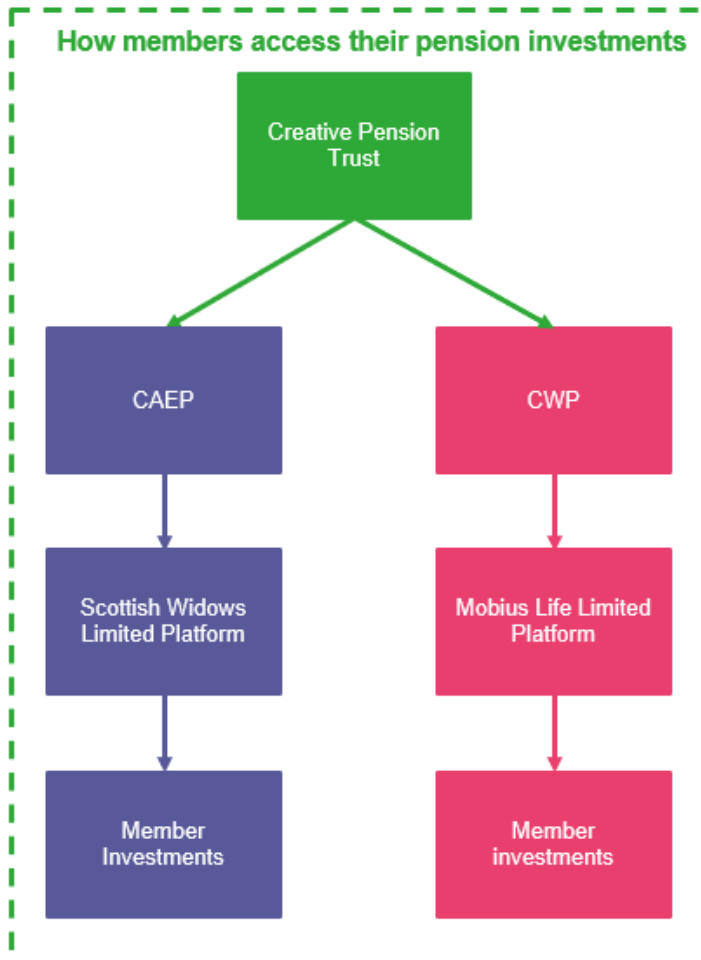 How members access their pension investments
Creative Pension
Trust
CAEP
CWP
Scottish Widows
Limited Platform
Mobius Life Limited
Platform
Member
Investments
Member
investments